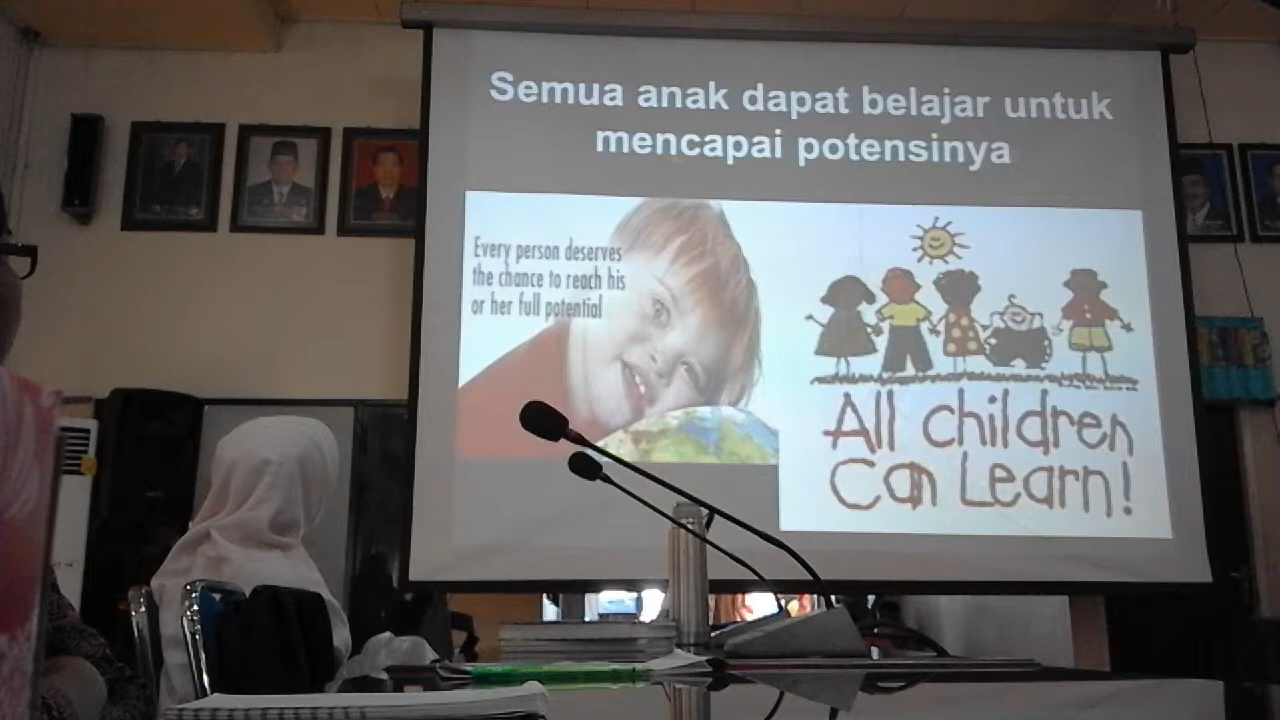 Semua anak dapat belajar untuk
mencapai potensinya
Every person deserves
the chance to reach his
or her full potential
All children
Can Learn!